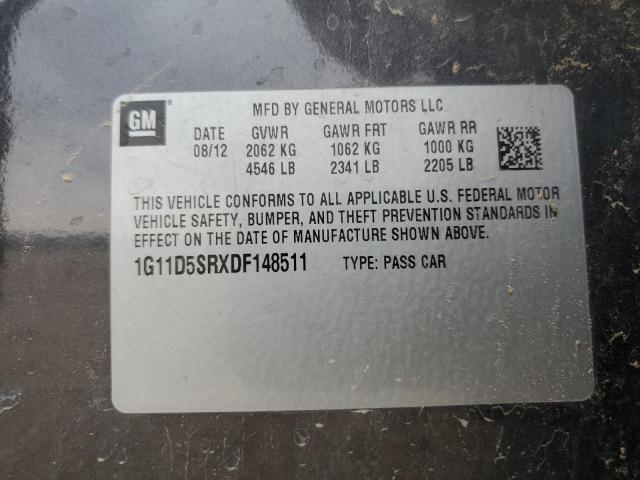 GM
MFD BY GENERAL MOTORS LLC
DATE GVWR GAWR FRT GAWR RR
08/12 2062 KG 1062 KG 1000 KG
4546 LB 2341 LB 2205 LB
THIS VEHICLE CONFORMS TO ALL APPLICABLE U.S. FEDERAL MOTOR
VEHICLE SAFETY, BUMPER, AND THEFT PREVENTION STANDARDS IN
EFFECT ON THE DATE OF MANUFACTURE SHOWN ABOVE.
1G11D5SRXDF148511 TYPE: PASS CAR